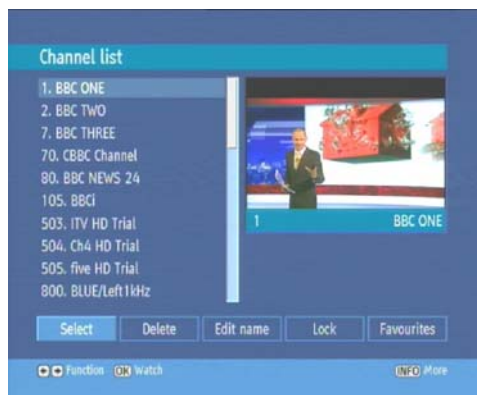 Channel list
1. BBC ONE
2. BBC TWO
7. BBC THREE
70. CBBC Channel
80. BBC NEWS 24
105. BBCi
503. ITV HD Trial
504. Ch4 HD Trial
505. five HD Trial
800. BLUE/Left1kHz
1 BBC ONE
Select Delete Edit name Lock Favourites
Function OK Watch INFO More